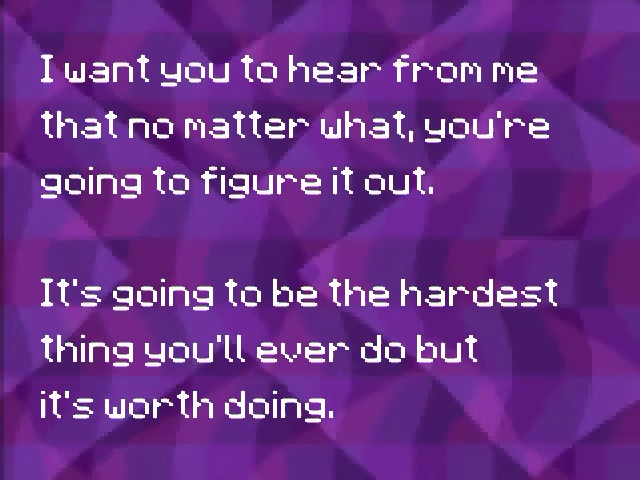 I want you to hear from me
that no matter what, you're
going to figure it out.
It's going to be the hardest
thing you'll ever do but
it's worth doing.